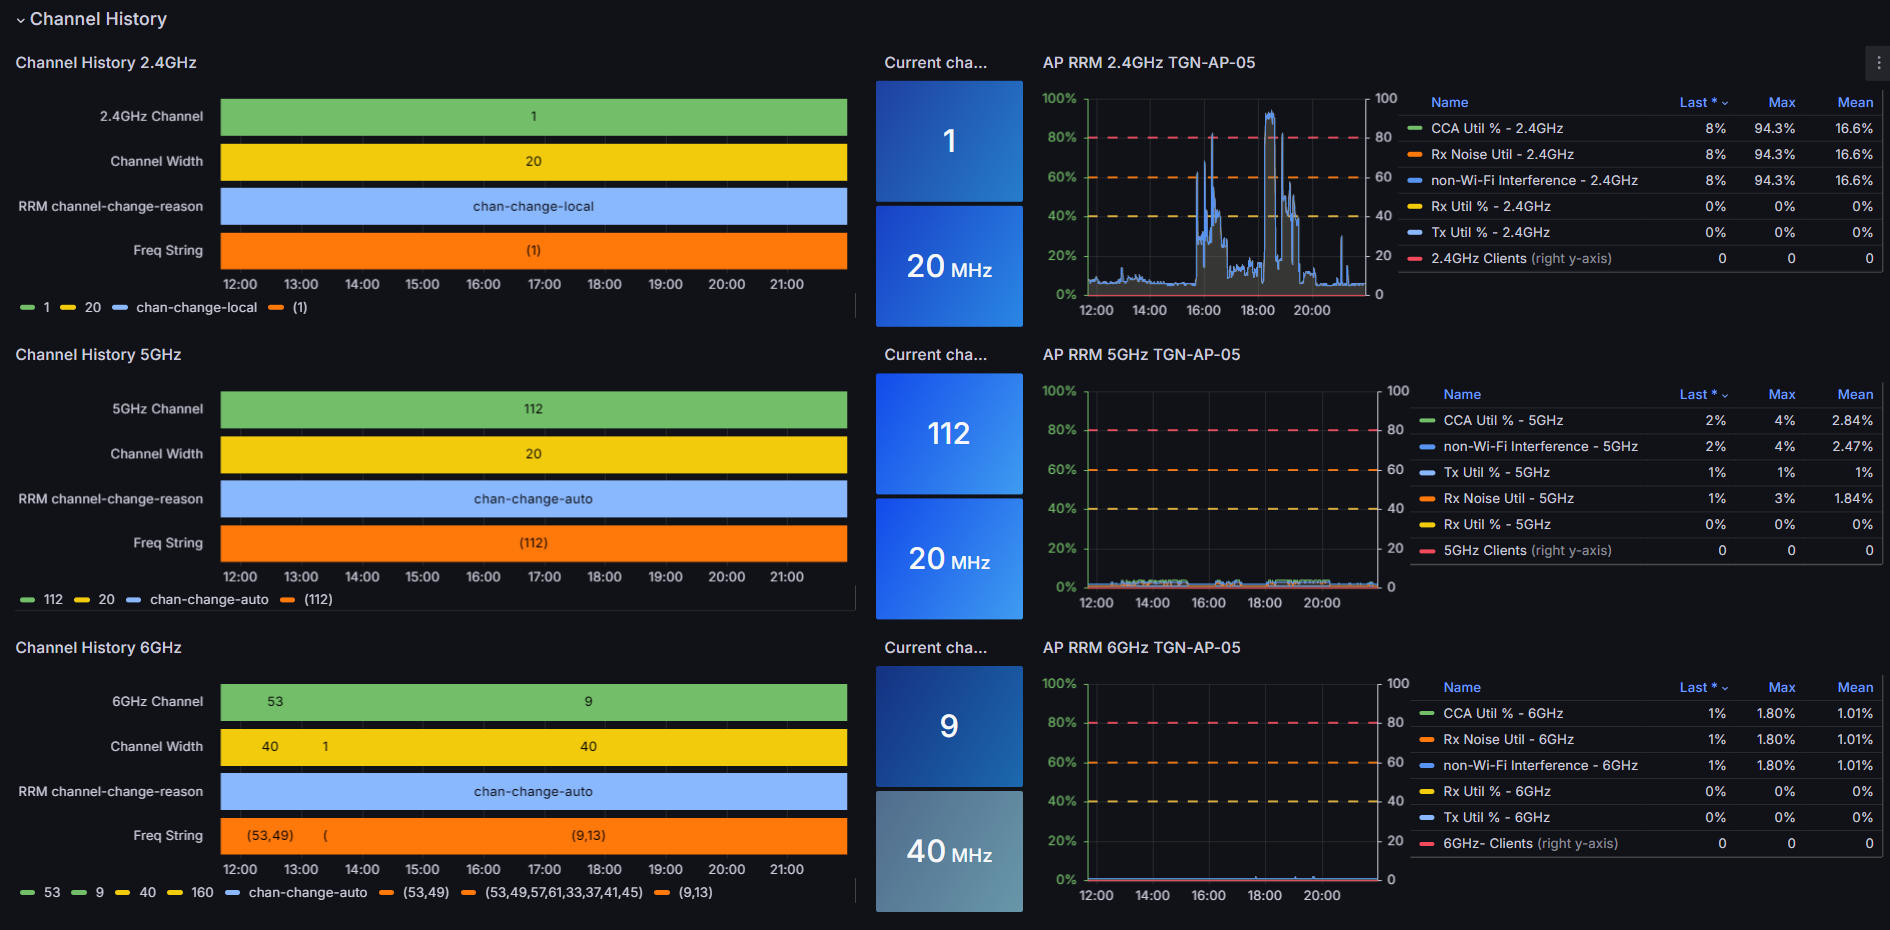 Channel History
Channel History 2.4GHz
2.4GHz Channel
1
Channel Width
20
RRM channel-change-reason
chan-change-local
Freq String
(1)
12:00 13:00 14:00 15:00 16:00 17:00 18:00 19:00 20:00 21:00
1 20 chan-change-local (1)
Current cha...
1
20 MHz
AP RRM 2.4GHz TGN-AP-05
100% 100
80% 80
60% 60
40% 40
20% 20
0% 0
12:00 14:00 16:00 18:00 20:00
Name Last * Max Mean
CCA Util % - 2.4GHz 8% 94.3% 16.6%
Rx Noise Util - 2.4GHz 8% 94.3% 16.6%
non-Wi-Fi Interference - 2.4GHz 8% 94.3% 16.6%
Rx Util % - 2.4GHz 0% 0% 0%
Tx Util % - 2.4GHz 0% 0% 0%
2.4GHz Clients (right y-axis) 0 0 0
Channel History 5GHz
5GHz Channel
112
Channel Width
20
RRM channel-change-reason
chan-change-auto
Freq String
(112)
12:00 13:00 14:00 15:00 16:00 17:00 18:00 19:00 20:00 21:00
112 20 chan-change-auto (112)
Current cha...
112
20 MHz
AP RRM 5GHz TGN-AP-05
100% 100
80% 80
60% 60
40% 40
20% 20
0% 0
12:00 14:00 16:00 18:00 20:00
Name Last * Max Mean
CCA Util % - 5GHz 2% 4% 2.84%
non-Wi-Fi Interference - 5GHz 2% 4% 2.47%
Tx Util % - 5GHz 1% 1% 1%
Rx Noise Util - 5GHz 1% 3% 1.84%
Rx Util % - 5GHz 0% 0% 0%
5GHz Clients (right y-axis) 0 0 0
Channel History 6GHz
6GHz Channel
53 9
Channel Width
40 1 40
RRM channel-change-reason
chan-change-auto
Freq String
(53,49) ( (9,13)
12:00 13:00 14:00 15:00 16:00 17:00 18:00 19:00 20:00 21:00
53 9 40 160 chan-change-auto (53,49) (53,49,57,61,33,37,41,45) (9,13)
Current cha...
9
40 MHz
AP RRM 6GHz TGN-AP-05
100% 100
80% 80
60% 60
40% 40
20% 20
0% 0
12:00 14:00 16:00 18:00 20:00
Name Last * Max Mean
CCA Util % - 6GHz 1% 1.80% 1.01%
Rx Noise Util - 6GHz 1% 1.80% 1.01%
non-Wi-Fi Interference - 6GHz 1% 1.80% 1.01%
Rx Util % - 6GHz 0% 0% 0%
Tx Util % - 6GHz 0% 0% 0%
6GHz- Clients (right y-axis) 0 0 0